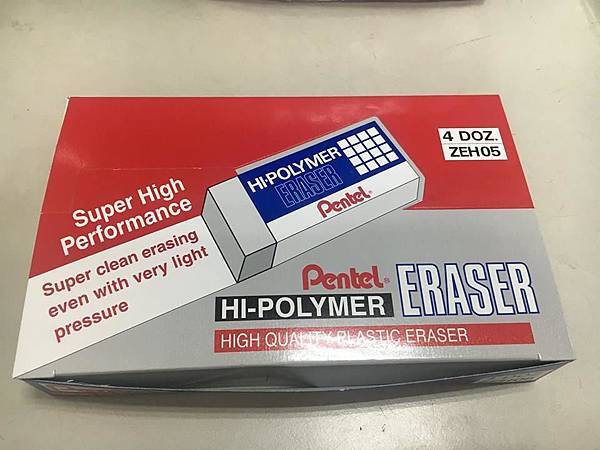 4 DOZ.
ZEH05
HI-POLYMER
ERASER
Pentel®
Super High
Performance
Super clean erasing
even with very light
pressure
Pentel®
HI-POLYMER ERASER
HIGH QUALITY PLASTIC ERASER